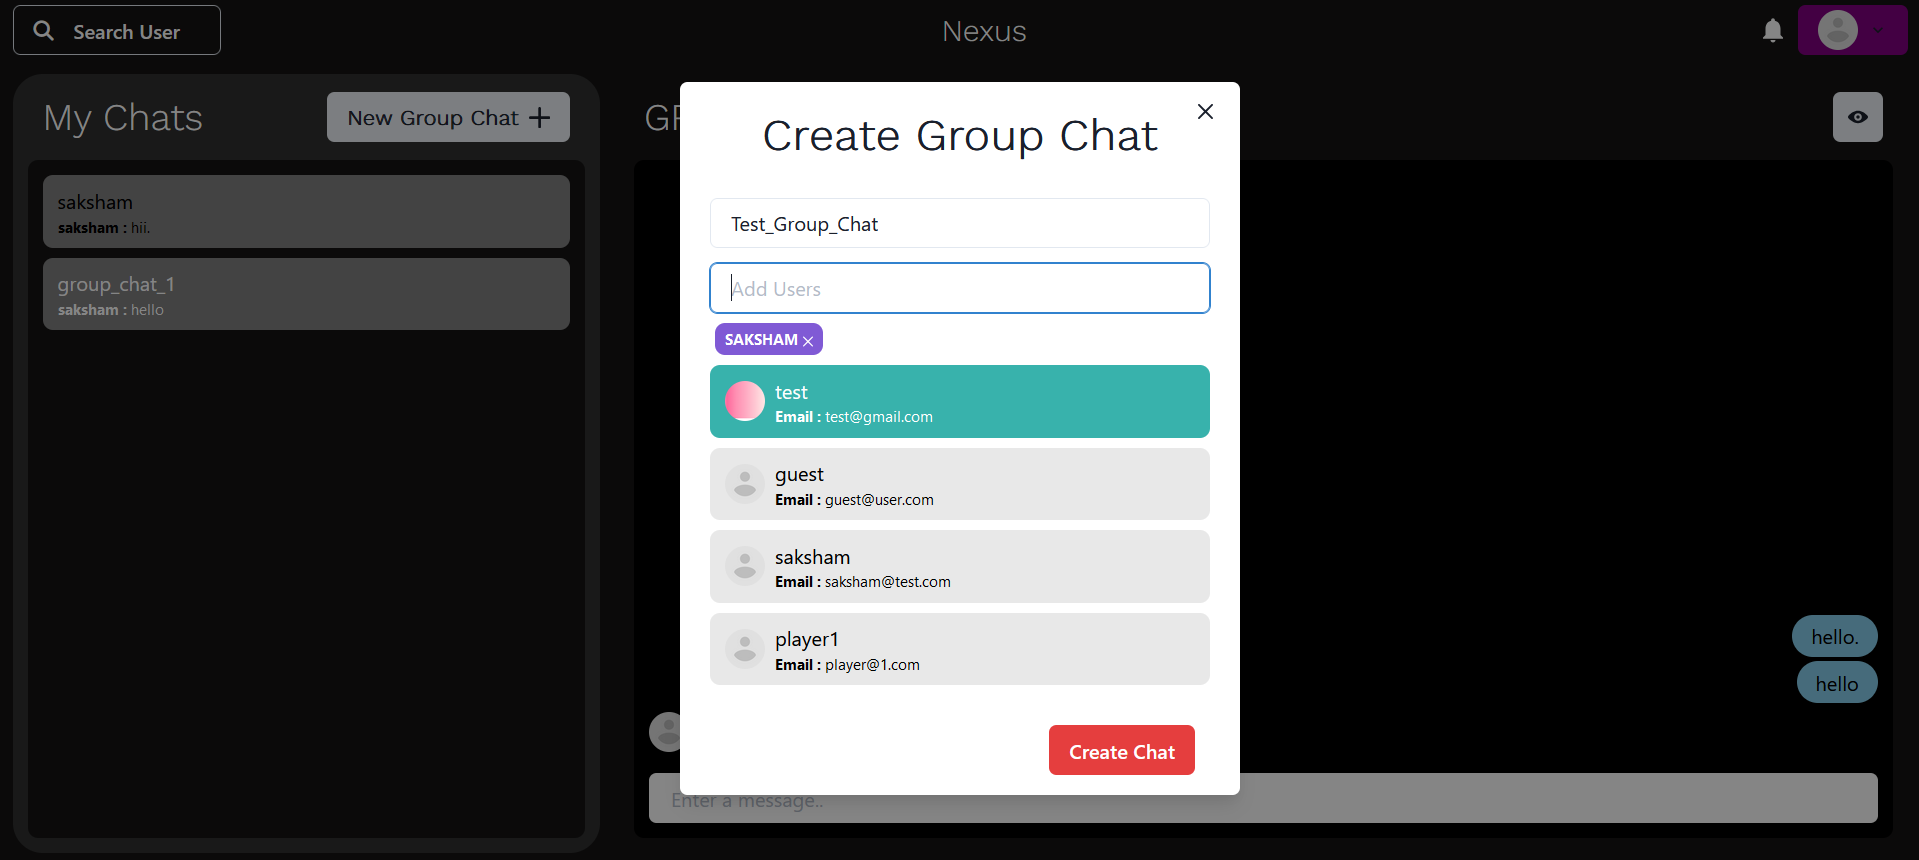 Search User
Nexus
My Chats
New Group Chat
saksham
saksham : hii.
group_chat_1
saksham : hello
Create Group Chat
Test_Group_Chat
Add Users
SAKSHAM
test
Email : test@gmail.com
guest
Email : guest@user.com
saksham
Email : saksham@test.com
player1
Email : player@1.com
Create Chat
hello.
hello
Enter a message..